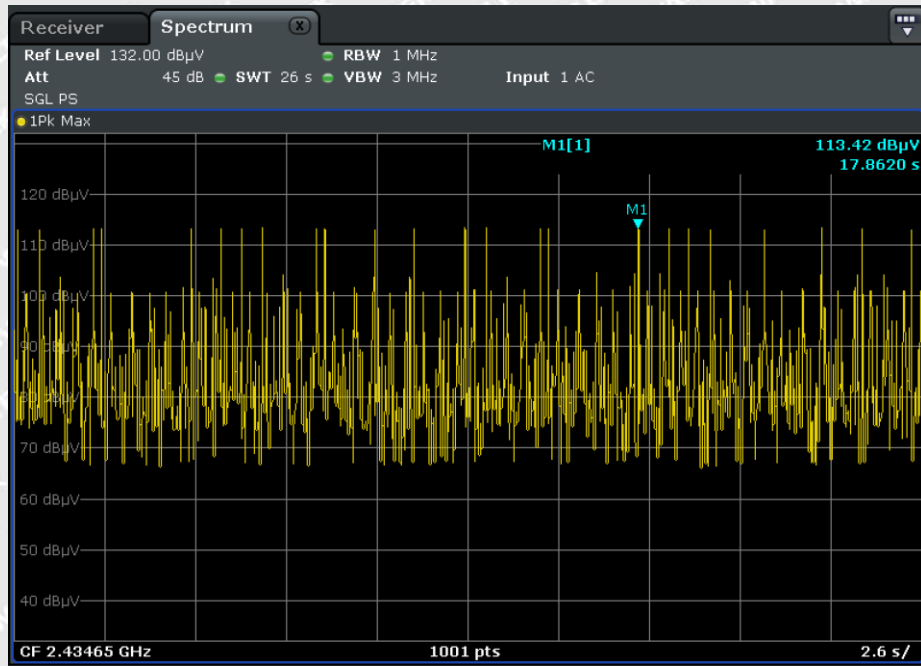 Receiver Spectrum X
Ref Level 132.00 dBµV RBW 1 MHz
Att 45 dB SWT 26 s VBW 3 MHz Input 1 AC
SGL PS
1Pk Max
M1[1] 113.42 dBµV
17.8620 s
120 dBµV
M1
110 dBµV
100 dBµV
90 dBµV
80 dBµV
70 dBµV
60 dBµV
50 dBµV
40 dBµV
CF 2.43465 GHz 1001 pts 2.6 s/